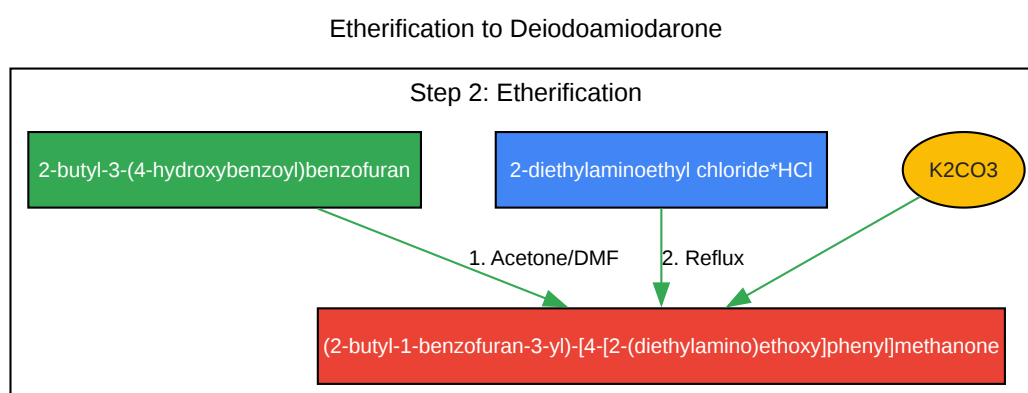 Etherification to Deiodoamiodarone
Step 2: Etherification
2-butyl-3-(4-hydroxybenzoyl)benzofuran
2-diethylaminoethyl chloride*HCl
K2CO3
1. Acetone/DMF
2. Reflux
(2-butyl-1-benzofuran-3-yl)-[4-[2-(diethylamino)ethoxy]phenyl]methanone